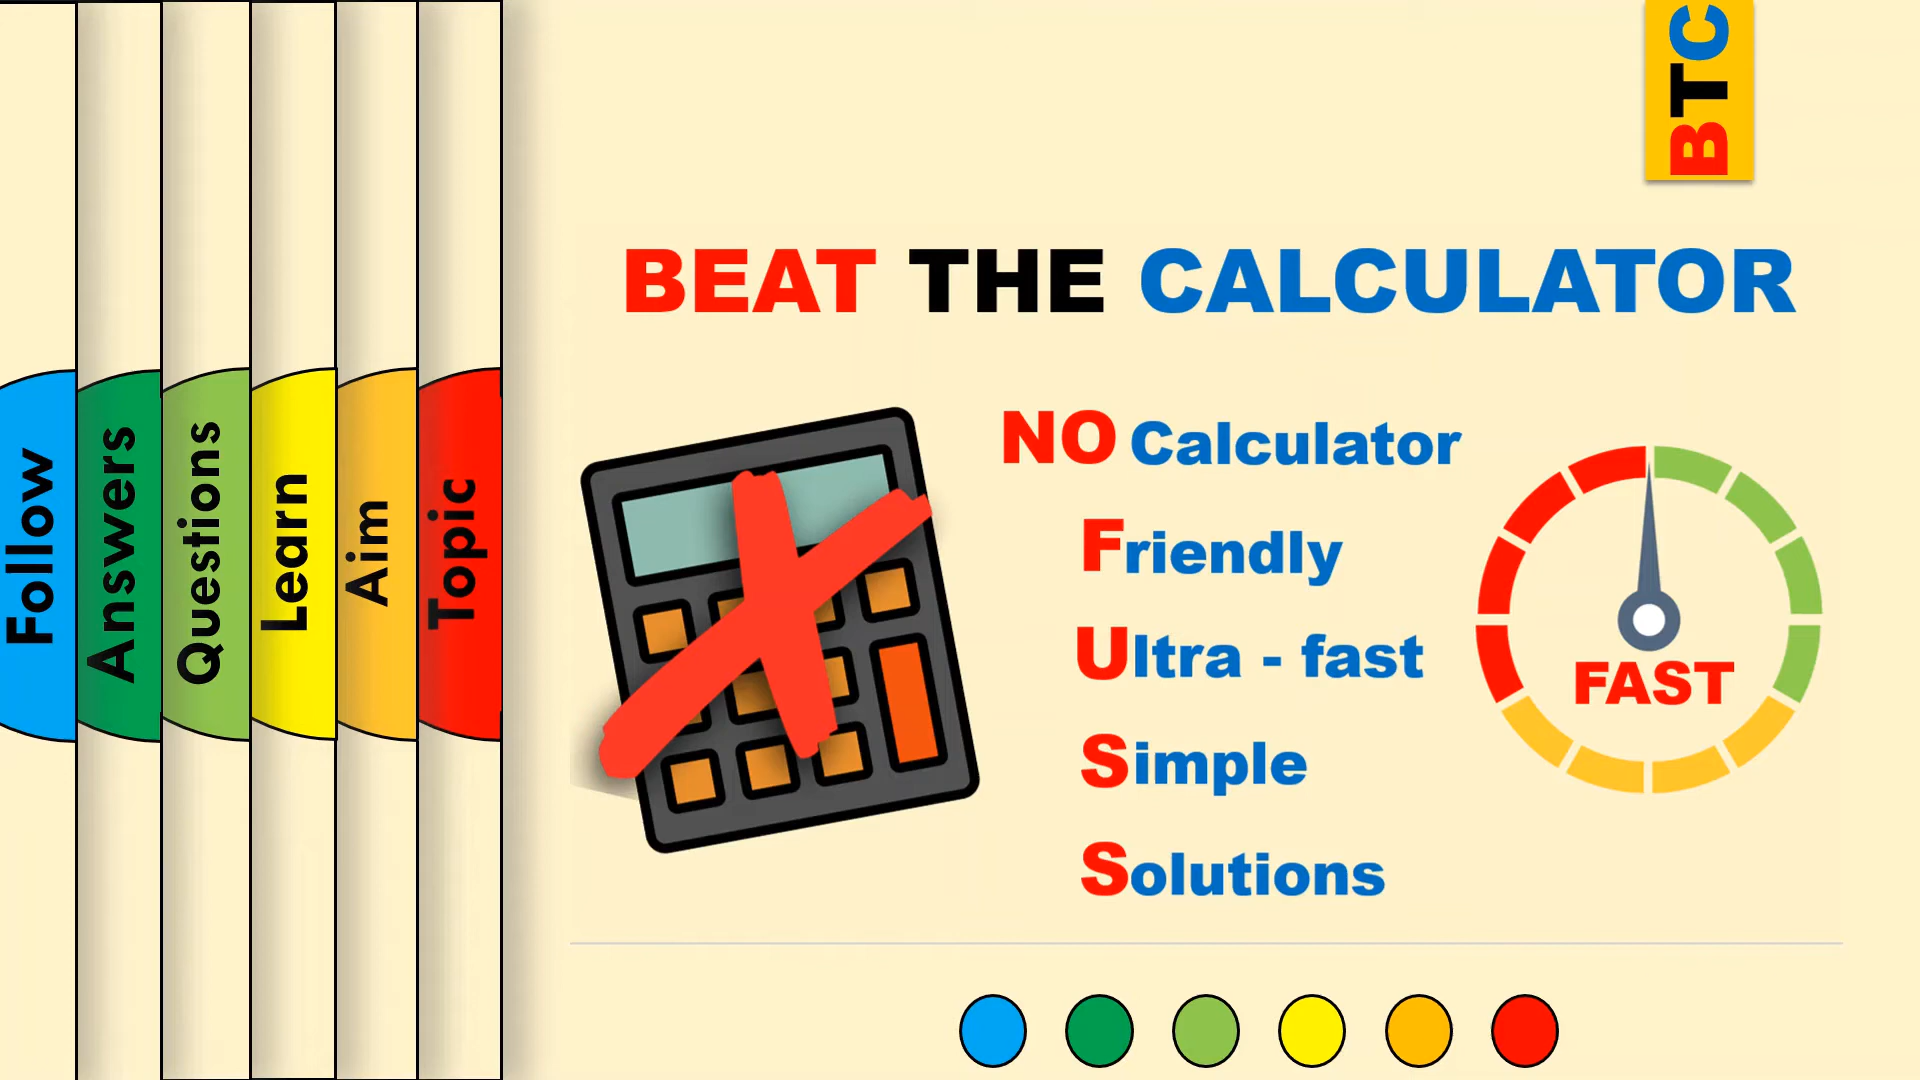 Follow
Answers
Questions
Learn
Aim
Topic
BTC
BEAT THE CALCULATOR
NO Calculator
Friendly
Ultra - fast
Simple
Solutions
FAST